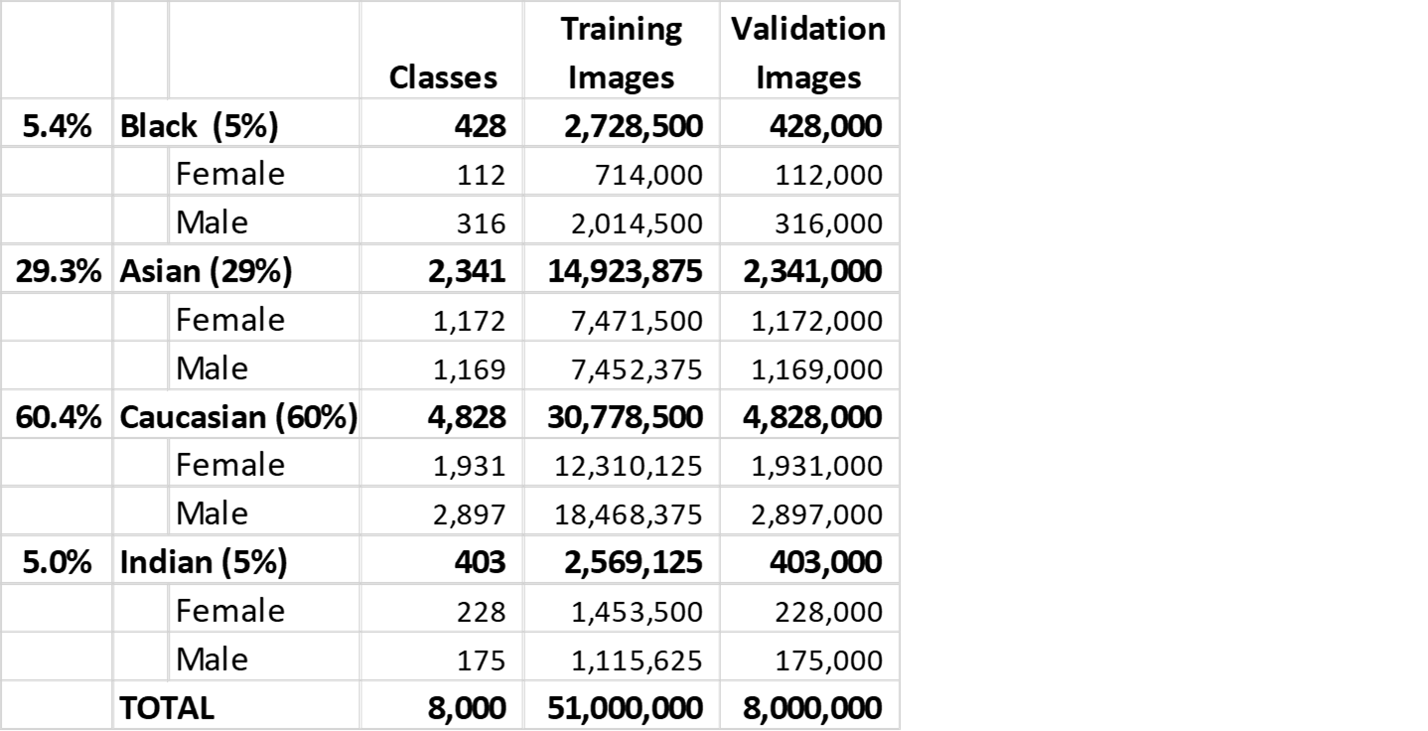 Classes Training Images Validation Images
5.4% Black (5%) 428 2,728,500 428,000
Female 112 714,000 112,000
Male 316 2,014,500 316,000
29.3% Asian (29%) 2,341 14,923,875 2,341,000
Female 1,172 7,471,500 1,172,000
Male 1,169 7,452,375 1,169,000
60.4% Caucasian (60%) 4,828 30,778,500 4,828,000
Female 1,931 12,310,125 1,931,000
Male 2,897 18,468,375 2,897,000
5.0% Indian (5%) 403 2,569,125 403,000
Female 228 1,453,500 228,000
Male 175 1,115,625 175,000
TOTAL 8,000 51,000,000 8,000,000